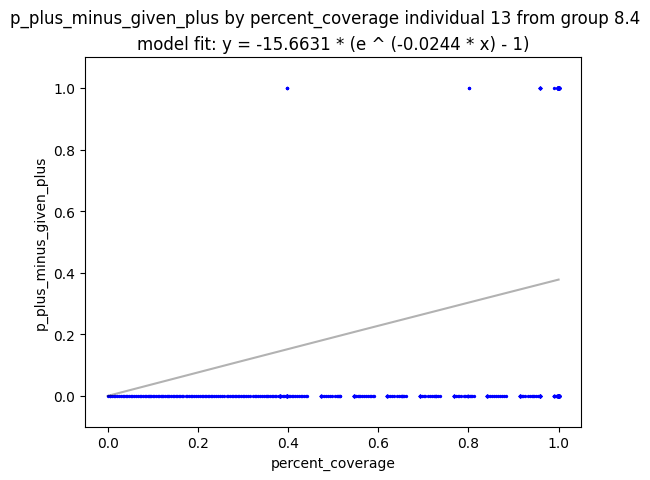 p_plus_minus_given_plus by percent_coverage individual 13 from group 8.4
model fit: y = -15.6631 * (e ^ (-0.0244 * x) - 1)
1.0
0.8
0.6
0.4
0.2
0.0
p_plus_minus_given_plus
0.0 0.2 0.4 0.6 0.8 1.0
percent_coverage